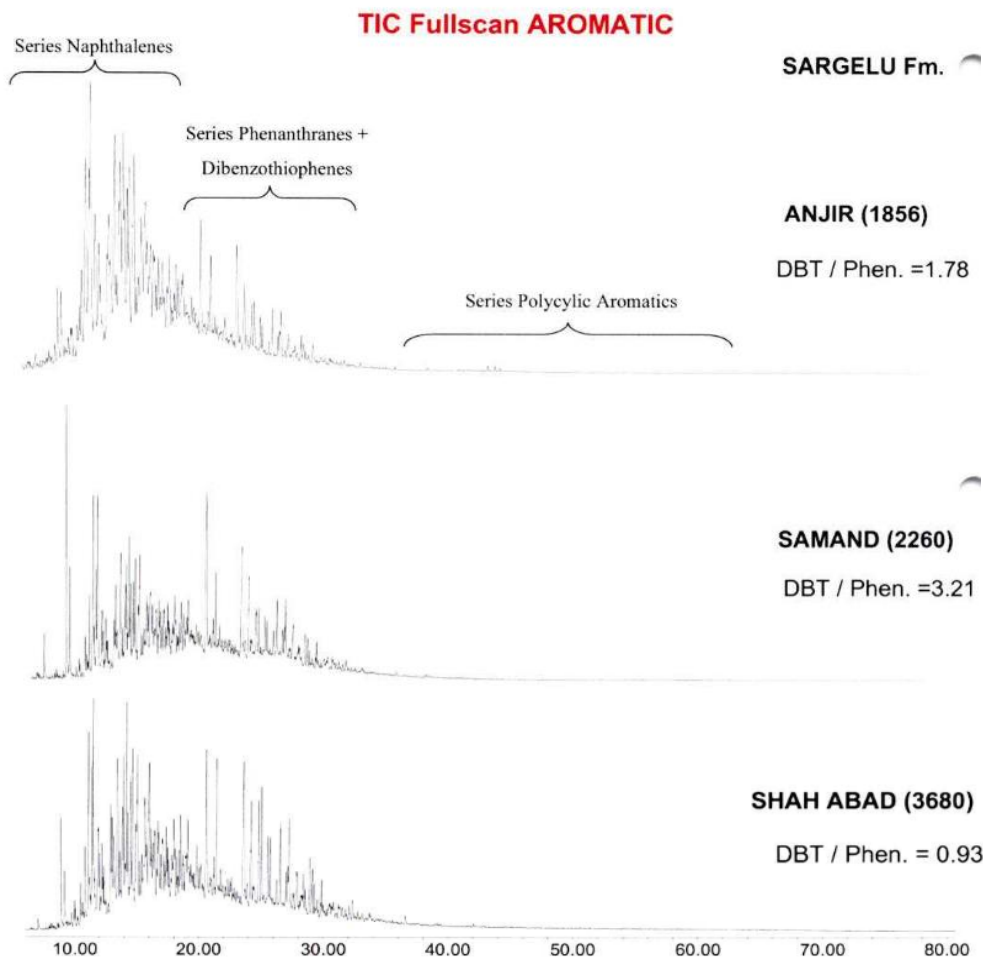 TIC Fullscan AROMATIC
Series Naphthalenes
SARGELU Fm.
Series Phenanthranes +
Dibenzothiophenes
ANJIR (1856)
DBT / Phen. =1.78
Series Polycylic Aromatics
SAMAND (2260)
DBT / Phen. =3.21
SHAH ABAD (3680)
DBT / Phen. = 0.93
10.00 20.00 30.00 40.00 50.00 60.00 70.00 80.00